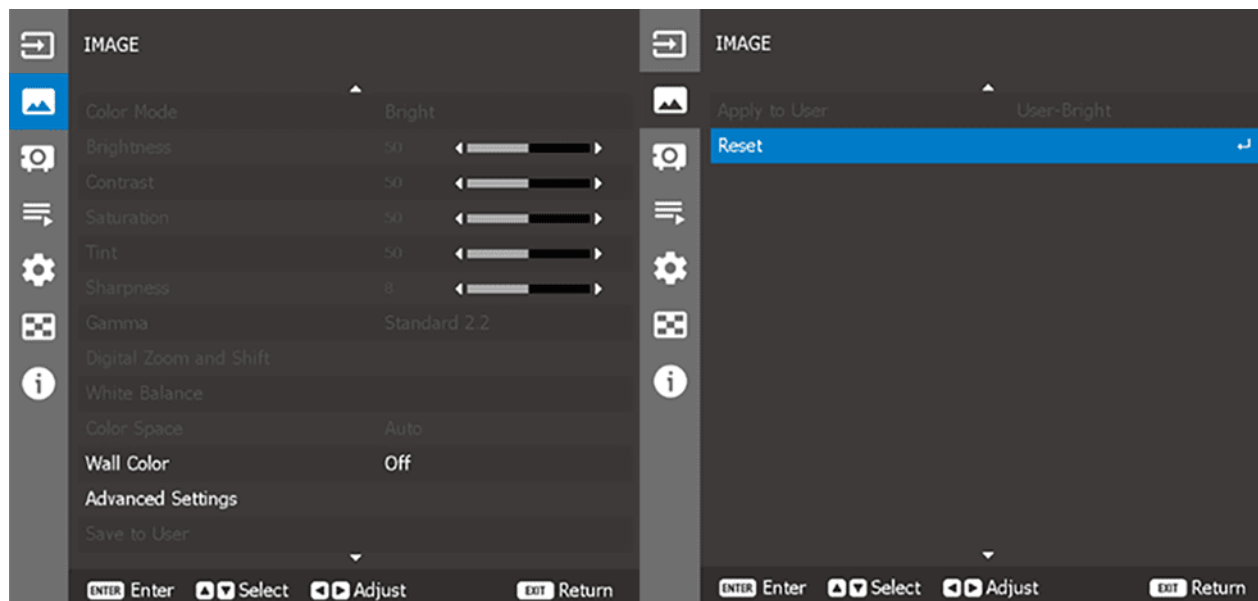 IMAGE
Color Mode Bright
Brightness 50
Contrast 50
Saturation 50
Tint 50
Sharpness 8
Gamma Standard 2.2
Digital Zoom and Shift
White Balance
Color Space Auto
Wall Color Off
Advanced Settings
Save to User
ENTER Enter Select Adjust EXIT Return
IMAGE
Apply to User User-Bright
Reset
ENTER Enter Select Adjust EXIT Return